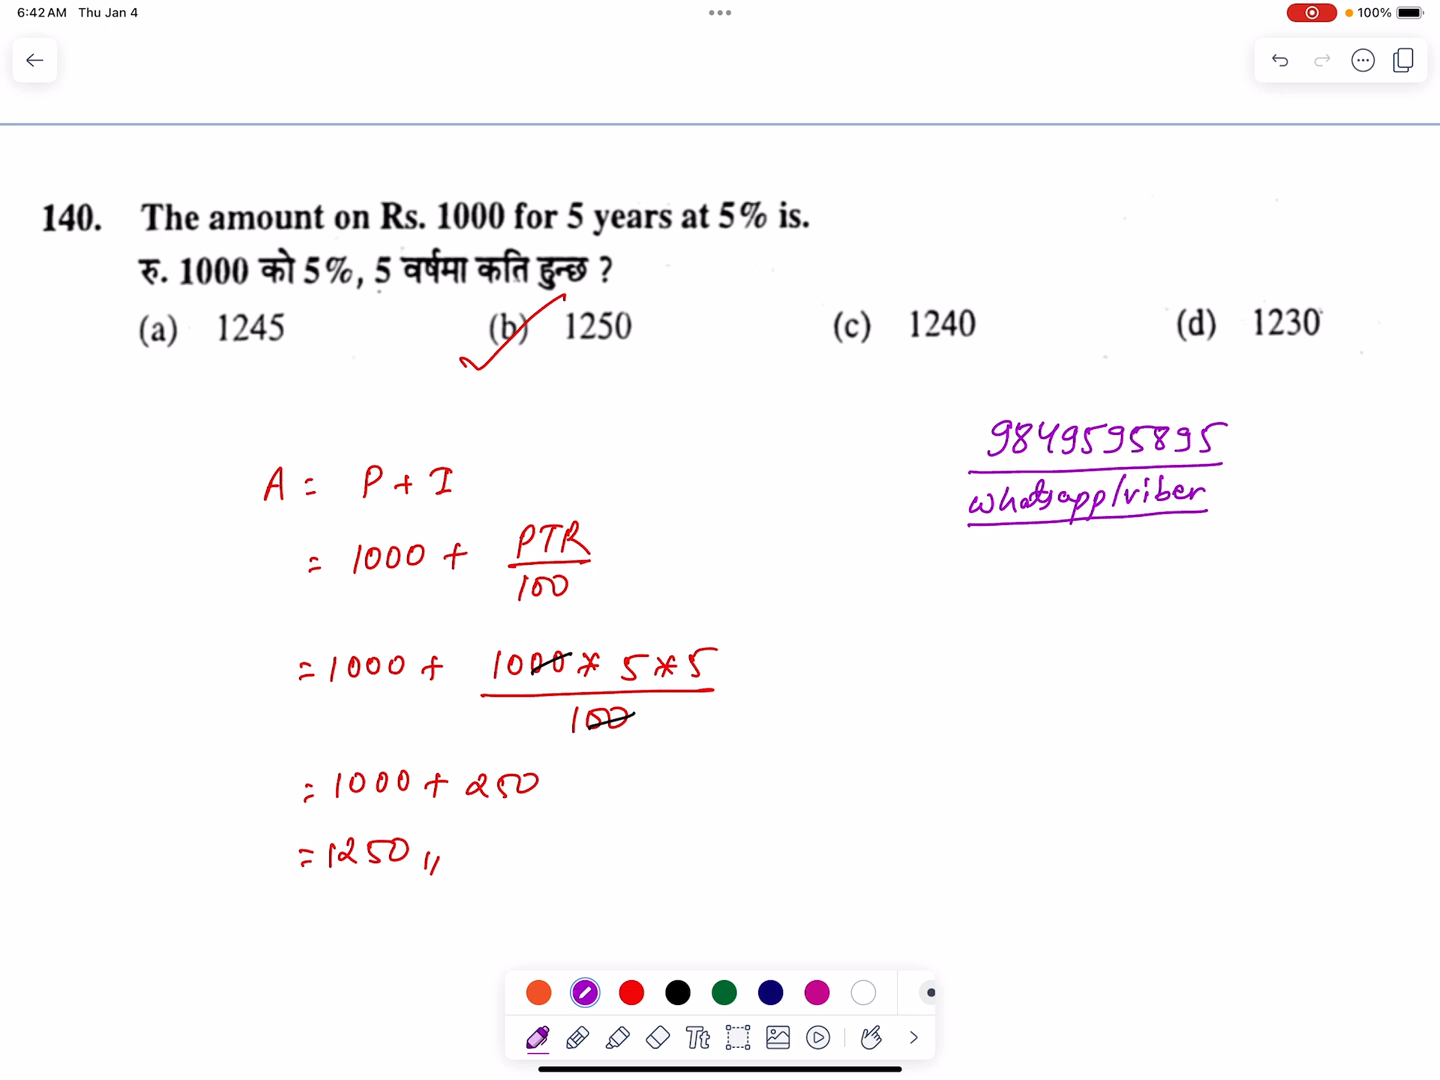 6:42 AM Thu Jan 4
100%
140. The amount on Rs. 1000 for 5 years at 5% is.
रु. 1000 को 5%, 5 वर्षमा कति हुन्छ ?
(a) 1245 (b) 1250 (c) 1240 (d) 1230
9849595895
whatsapp/viber
A = P + I
= 1000 + PTR/100
= 1000 + 1000 * 5 * 5/100
= 1000 + 250
= 1250 ,,
Tt